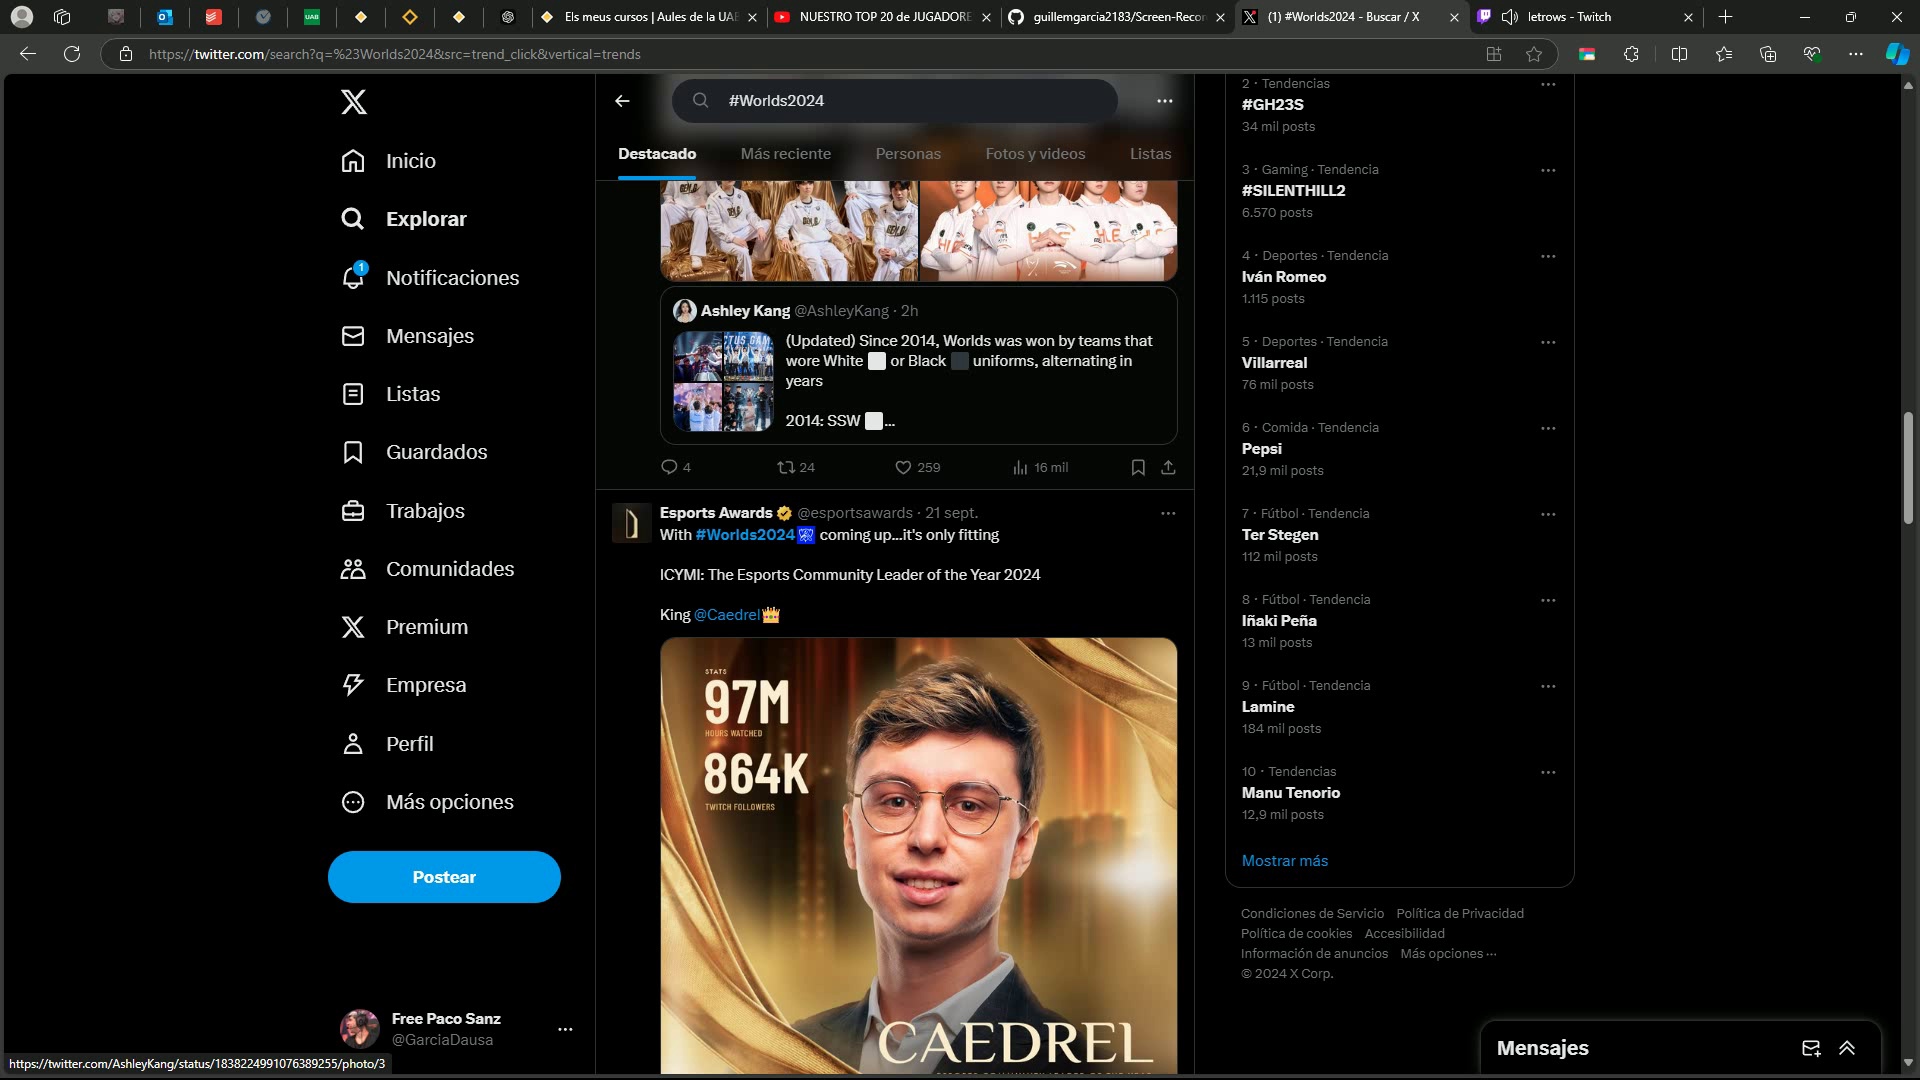 Els meus cursos | Aules de la UAB
NUESTRO TOP 20 de JUGADORE
guillemgarcia2183/Screen-Recor
(1) #Worlds2024 - Buscar / X
letrows - Twitch
https://twitter.com/search?q=%23Worlds2024&src=trend_click&vertical=trends
#Worlds2024
Destacado
Más reciente
Personas
Fotos y videos
Listas
Inicio
Explorar
1
Notificaciones
Mensajes
Listas
Guardados
Trabajos
Comunidades
Premium
Empresa
Perfil
Más opciones
Postear
Free Paco Sanz
@GarciaDausa
https://twitter.com/AshleyKang/status/1838224991076389255/photo/3
Ashley Kang @AshleyKang · 2h
(Updated) Since 2014, Worlds was won by teams that
wore White ⬜ or Black ⬛ uniforms, alternating in
years
2014: SSW ⬜...
4
24
259
16 mil
Esports Awards @esportsawards · 21 sept.
With #Worlds2024 coming up...it's only fitting
ICYMI: The Esports Community Leader of the Year 2024
King @Caedrel👑
STATS
97M
HOURS WATCHED
864K
TWITCH FOLLOWERS
CAEDREL
2 · Tendencias
#GH23S
34 mil posts
3 · Gaming · Tendencia
#SILENTHILL2
6.570 posts
4 · Deportes · Tendencia
Iván Romeo
1.115 posts
5 · Deportes · Tendencia
Villarreal
76 mil posts
6 · Comida · Tendencia
Pepsi
21,9 mil posts
7 · Fútbol · Tendencia
Ter Stegen
112 mil posts
8 · Fútbol · Tendencia
Iñaki Peña
13 mil posts
9 · Fútbol · Tendencia
Lamine
184 mil posts
10 · Tendencias
Manu Tenorio
12,9 mil posts
Mostrar más
Condiciones de Servicio Política de Privacidad
Política de cookies Accesibilidad
Información de anuncios Más opciones ···
© 2024 X Corp.
Mensajes